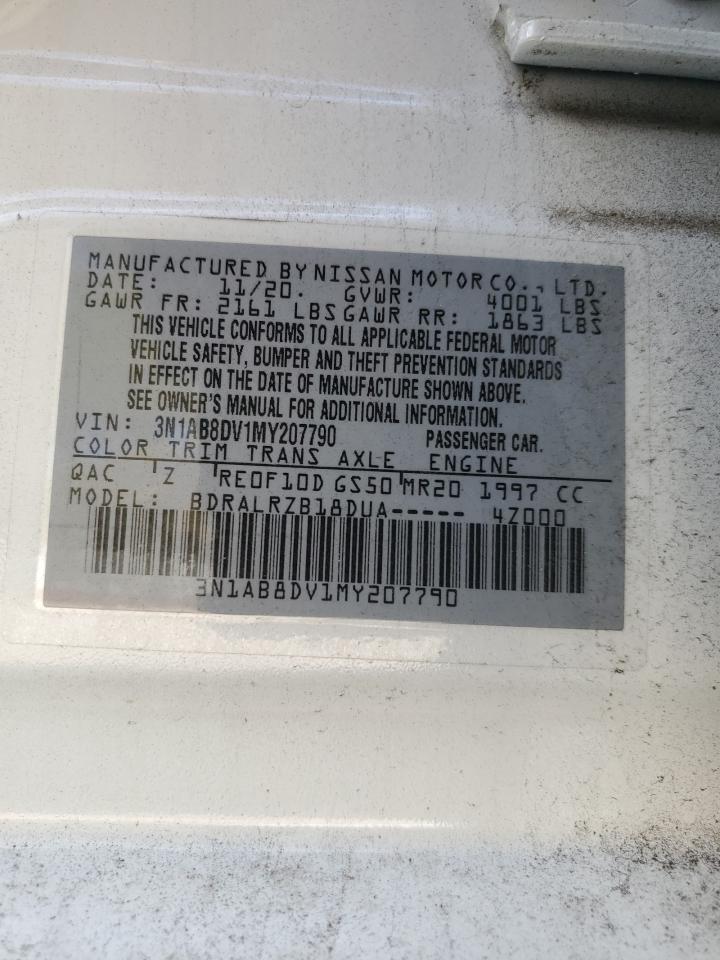 MANUFACTURED BY NISSAN MOTOR CO., LTD.
DATE: 11/20. GVWR: 4001 LBS
GAWR FR: 2161 LBS GAWR RR: 1863 LBS
THIS VEHICLE CONFORMS TO ALL APPLICABLE FEDERAL MOTOR
VEHICLE SAFETY, BUMPER AND THEFT PREVENTION STANDARDS
IN EFFECT ON THE DATE OF MANUFACTURE SHOWN ABOVE.
SEE OWNER'S MANUAL FOR ADDITIONAL INFORMATION.
VIN: 3N1AB8DV1MY207790 PASSENGER CAR.
COLOR TRIM TRANS AXLE ENGINE
QAC Z RE0F10D GS50 MR20 1997 CC
MODEL: BDRALRZB18DUA----- 4Z000
3N1AB8DV1MY207790